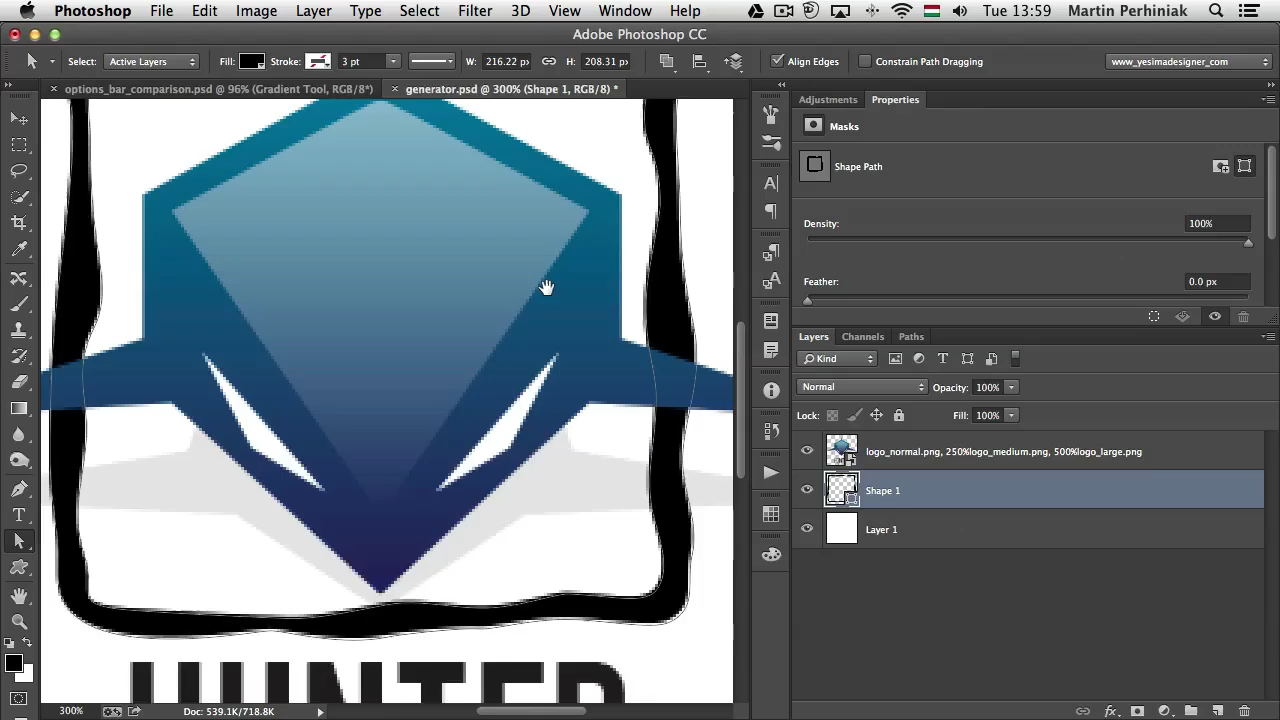 Photoshop File Edit Image Layer Type Select Filter 3D View Window Help Tue 13:59 Martin Perhiniak
Adobe Photoshop CC
Select: Active Layers Fill: Stroke: 3 pt W: 216.22 px H: 208.31 px Align Edges Constrain Path Dragging www_yesimadesigner_com
options_bar_comparison.psd @ 96% (Gradient Tool, RGB/8*) generator.psd @ 300% (Shape 1, RGB/8) *
Adjustments Properties
Masks
Shape Path
Density: 100%
Feather: 0.0 px
Layers Channels Paths
Kind
Normal Opacity: 100%
Lock: Fill: 100%
logo_normal.png, 250%logo_medium.png, 500%logo_large.png
Shape 1
Layer 1
HUNTER
300% Doc: 539.1K/718.8K